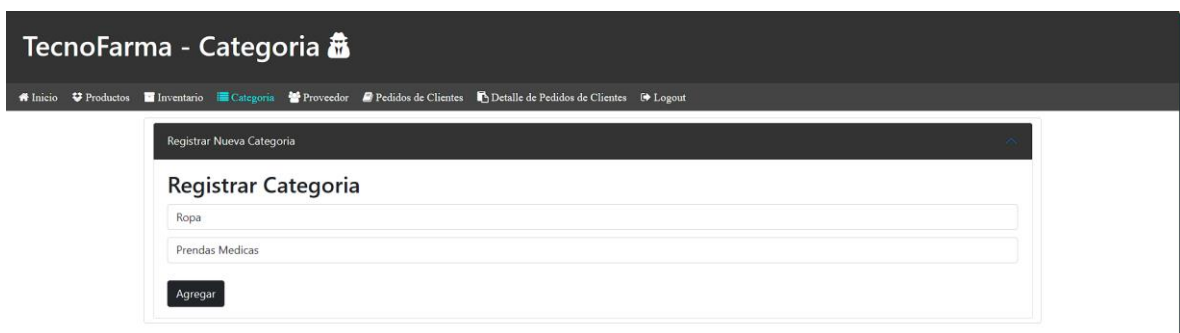 TecnoFarma - Categoria
Inicio Productos Inventario Categoria Proveedor Pedidos de Clientes Detalle de Pedidos de Clientes Logout
Registrar Nueva Categoria
Registrar Categoria
Ropa
Prendas Medicas
Agregar